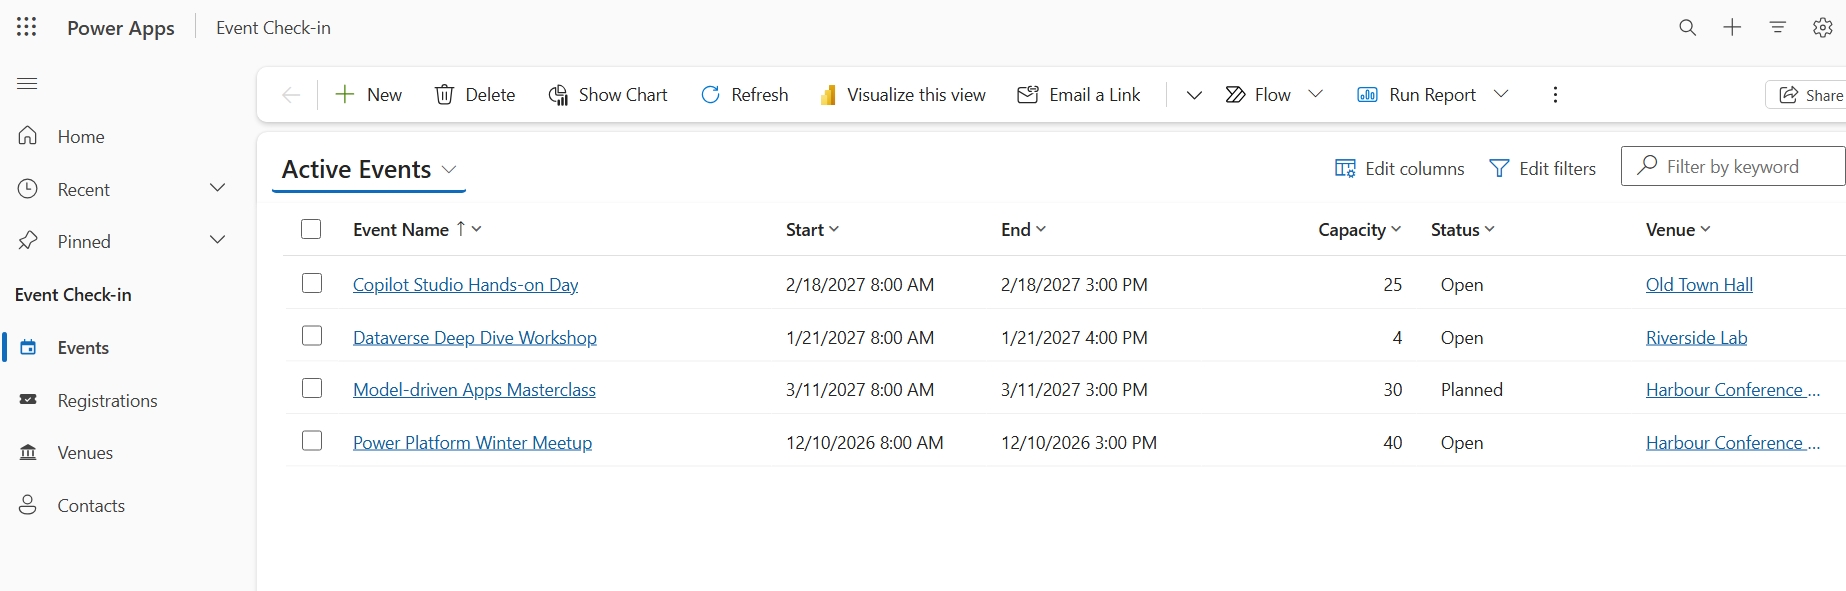 Power Apps Event Check-in
New Delete Show Chart Refresh Visualize this view Email a Link Flow Run Report Share
Home
Recent
Pinned
Event Check-in
Events
Registrations
Venues
Contacts
Active Events Edit columns Edit filters Filter by keyword
Event Name Start End Capacity Status Venue
Copilot Studio Hands-on Day 2/18/2027 8:00 AM 2/18/2027 3:00 PM 25 Open Old Town Hall
Dataverse Deep Dive Workshop 1/21/2027 8:00 AM 1/21/2027 4:00 PM 4 Open Riverside Lab
Model-driven Apps Masterclass 3/11/2027 8:00 AM 3/11/2027 3:00 PM 30 Planned Harbour Conference ...
Power Platform Winter Meetup 12/10/2026 8:00 AM 12/10/2026 3:00 PM 40 Open Harbour Conference ...